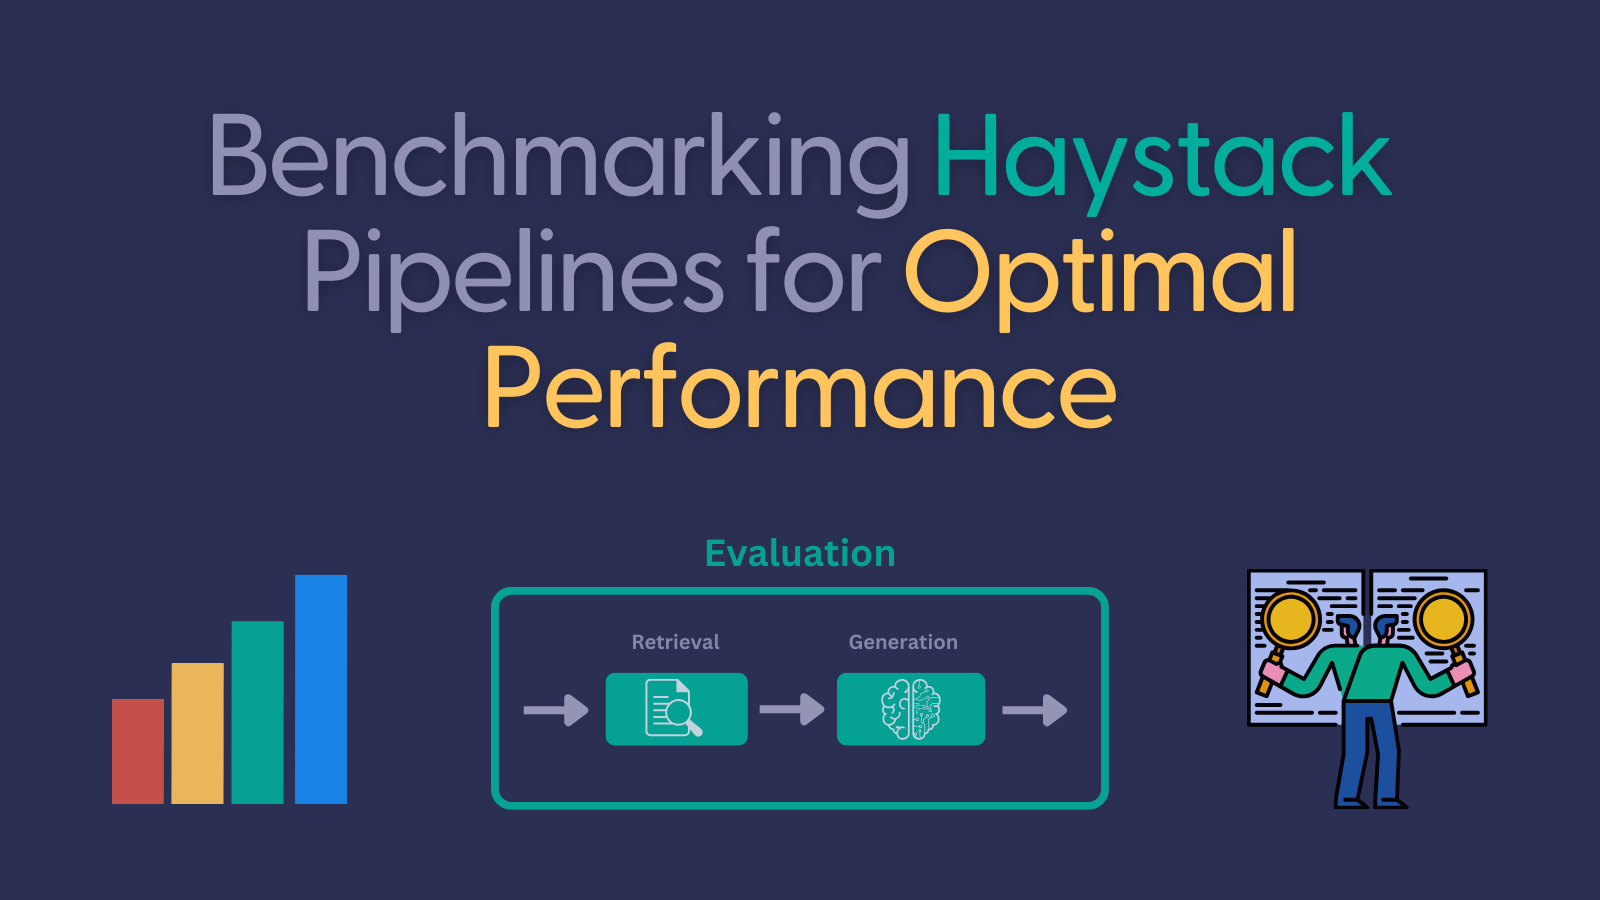 Benchmarking Haystack
Pipelines for Optimal
Performance
Evaluation
Retrieval
Generation